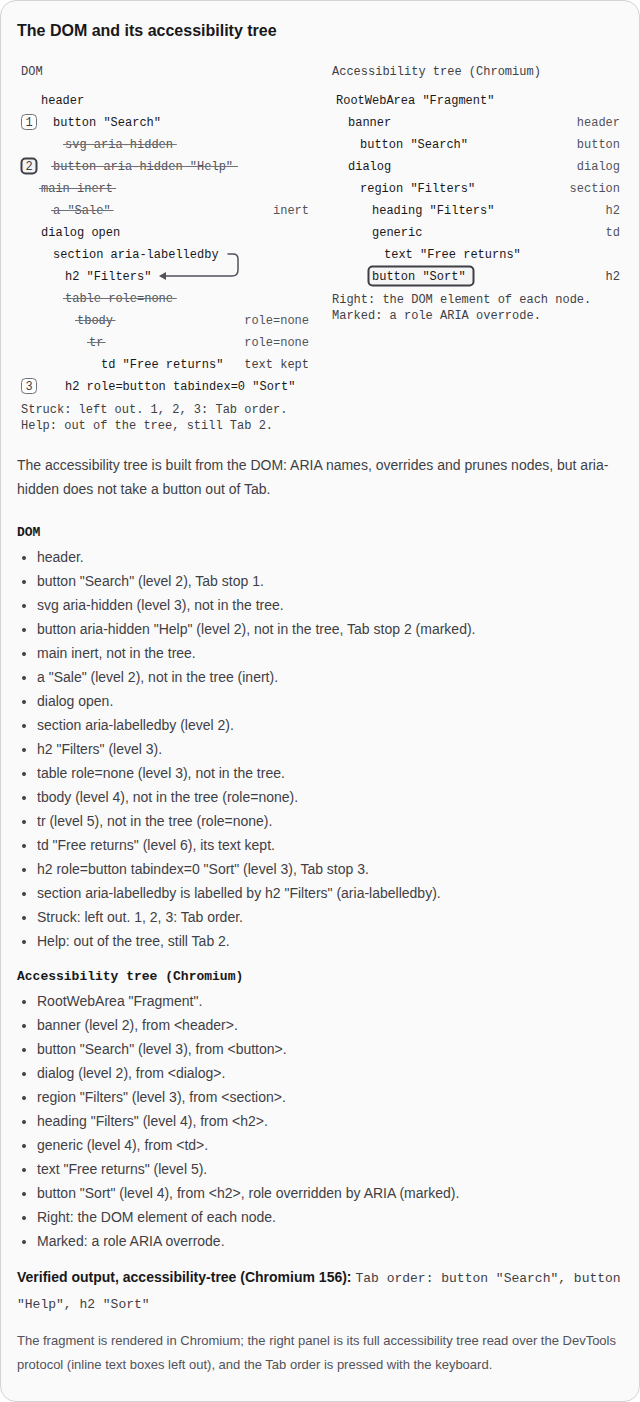 The DOM and its accessibility tree
DOM
header
1 button "Search"
svg aria-hidden
2 button aria-hidden "Help"
main inert
a "Sale" inert
dialog open
section aria-labelledby
h2 "Filters"
table role=none
tbody role=none
tr role=none
td "Free returns" text kept
3 h2 role=button tabindex=0 "Sort"
Struck: left out. 1, 2, 3: Tab order.
Help: out of the tree, still Tab 2.
Accessibility tree (Chromium)
RootWebArea "Fragment"
banner header
button "Search" button
dialog dialog
region "Filters" section
heading "Filters" h2
generic td
text "Free returns"
button "Sort" h2
Right: the DOM element of each node.
Marked: a role ARIA overrode.
The accessibility tree is built from the DOM: ARIA names, overrides and prunes nodes, but aria-
hidden does not take a button out of Tab.
DOM
• header.
• button "Search" (level 2), Tab stop 1.
• svg aria-hidden (level 3), not in the tree.
• button aria-hidden "Help" (level 2), not in the tree, Tab stop 2 (marked).
• main inert, not in the tree.
• a "Sale" (level 2), not in the tree (inert).
• dialog open.
• section aria-labelledby (level 2).
• h2 "Filters" (level 3).
• table role=none (level 3), not in the tree.
• tbody (level 4), not in the tree (role=none).
• tr (level 5), not in the tree (role=none).
• td "Free returns" (level 6), its text kept.
• h2 role=button tabindex=0 "Sort" (level 3), Tab stop 3.
• section aria-labelledby is labelled by h2 "Filters" (aria-labelledby).
• Struck: left out. 1, 2, 3: Tab order.
• Help: out of the tree, still Tab 2.
Accessibility tree (Chromium)
• RootWebArea "Fragment".
• banner (level 2), from <header>.
• button "Search" (level 3), from <button>.
• dialog (level 2), from <dialog>.
• region "Filters" (level 3), from <section>.
• heading "Filters" (level 4), from <h2>.
• generic (level 4), from <td>.
• text "Free returns" (level 5).
• button "Sort" (level 4), from <h2>, role overridden by ARIA (marked).
• Right: the DOM element of each node.
• Marked: a role ARIA overrode.
Verified output, accessibility-tree (Chromium 156): Tab order: button "Search", button
"Help", h2 "Sort"
The fragment is rendered in Chromium; the right panel is its full accessibility tree read over the DevTools
protocol (inline text boxes left out), and the Tab order is pressed with the keyboard.